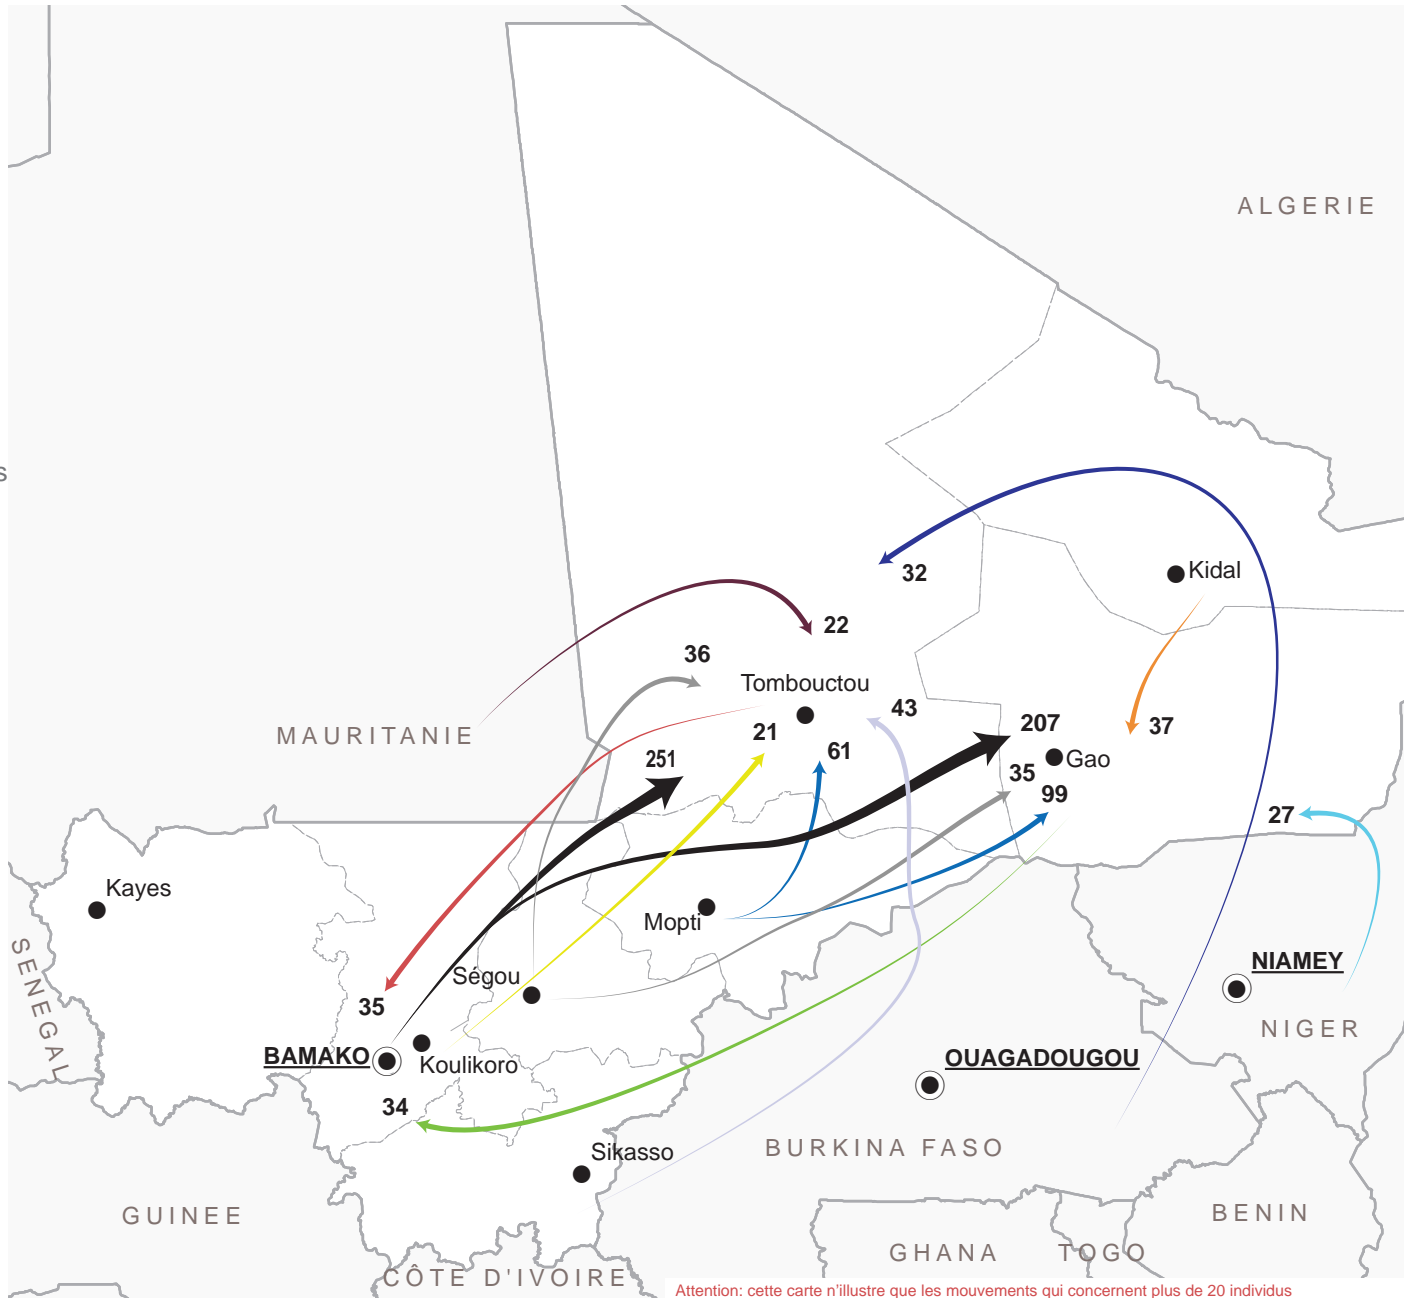 ALGERIE
s
32
Kidal
22
36
Tombouctou
43
207
37
MAURITANIE
21
61
251
Gao
35
99
27
Kayes
Mopti
SENEGAL
Ségou
NIAMEY
35
NIGER
BAMAKO
Koulikoro
OUAGADOUGOU
34
BURKINA FASO
Sikasso
GUINEE
BENIN
GHANA
TOGO
CÔTE D'IVOIRE
Attention: cette carte n’illustre que les mouvements qui concernent plus de 20 individus